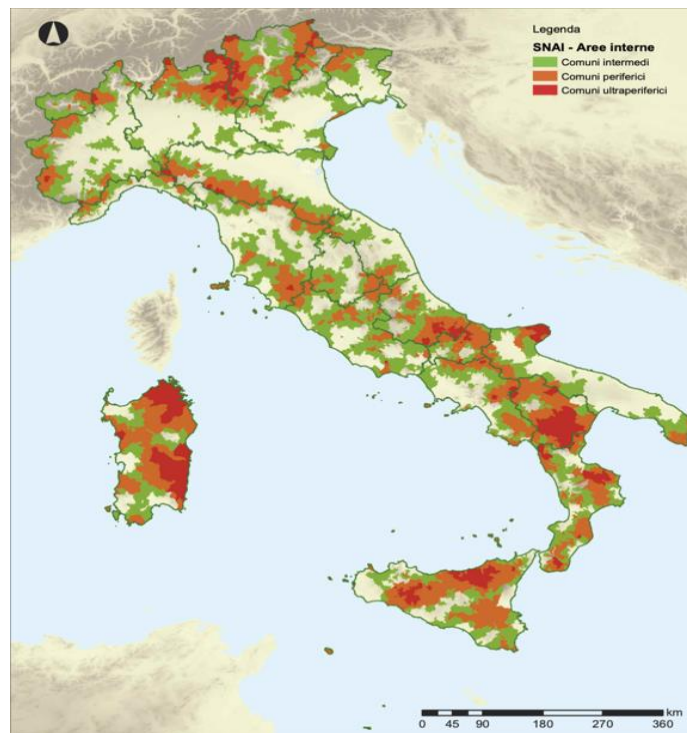 Legenda
SNAI - Aree interne
Comuni intermedi
Comuni periferici
Comuni ultraperiferici
km
0 45 90 180 270 360